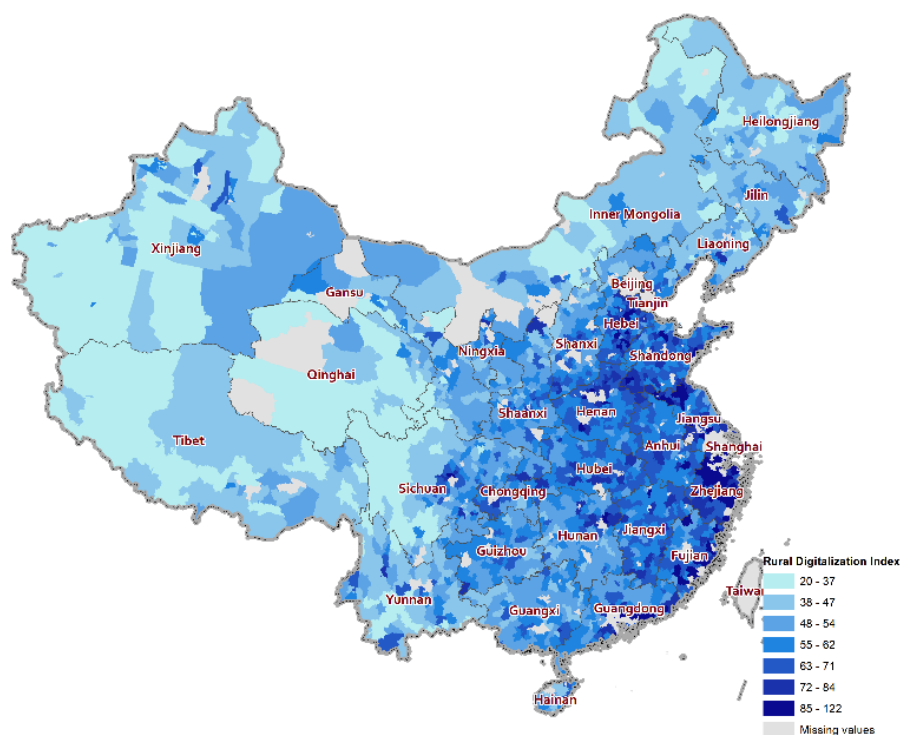 Heilongjiang
Jilin
Inner Mongolia
Liaoning
Xinjiang
Beijing
Gansu
Tianjin
Hebei
Ningxia
Shanxi
Shandong
Qinghai
Shaanxi
Henan
Jiangsu
Tibet
Anhui
Shanghai
Hubei
Sichuan
Chongqing
Zhejiang
Hunan
Jiangxi
Guizhou
Fujian
Yunnan
Guangxi
Guangdong
Taiwan
Hainan
Rural Digitalization Index
20 - 37
38 - 47
48 - 54
55 - 62
63 - 71
72 - 84
85 - 122
Missing values